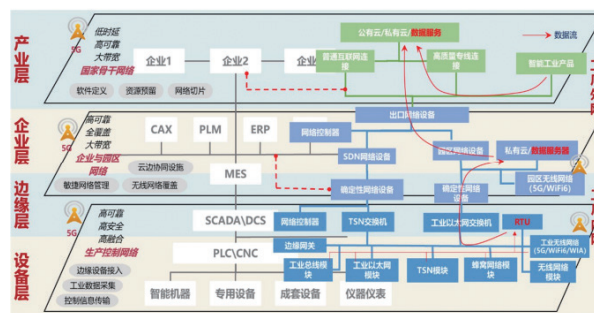 产业层
5G
低时延
高可靠
大带宽
国家骨干网络
软件定义
资源预留
网络切片
企业1
企业2
公有云/私有云/数据服务
普通互联网连接
高质量专线连接
智能工业产品
数据流
企业层
5G
高可靠
全覆盖
大带宽
企业与园区
网络
敏捷网络管理
无线网络覆盖
云边协同设施
CAX
PLM
ERP
MES
出口网络设备
网络控制器
SDN网络设备
确定性网络设备
私有云/数据服务器
园区无线网络
(5G/WiFi6)
确定性网络
设备
边缘层
设备层
5G
高可靠
高安全
高融合
生产控制网络
边缘设备接入
工业数据采集
控制信息传输
SCADA\DCS
PLC\CNC
智能机器
专用设备
成套设备
仪器仪表
网络控制器
TSN交换机
工业以太网交换机
RTU
边缘网关
工业无线网络
(5G/WiFi6/WIA)
工业总线
模块
工业以太网
模块
TSN模块
蜂窝网络
模块
无线网络
模块